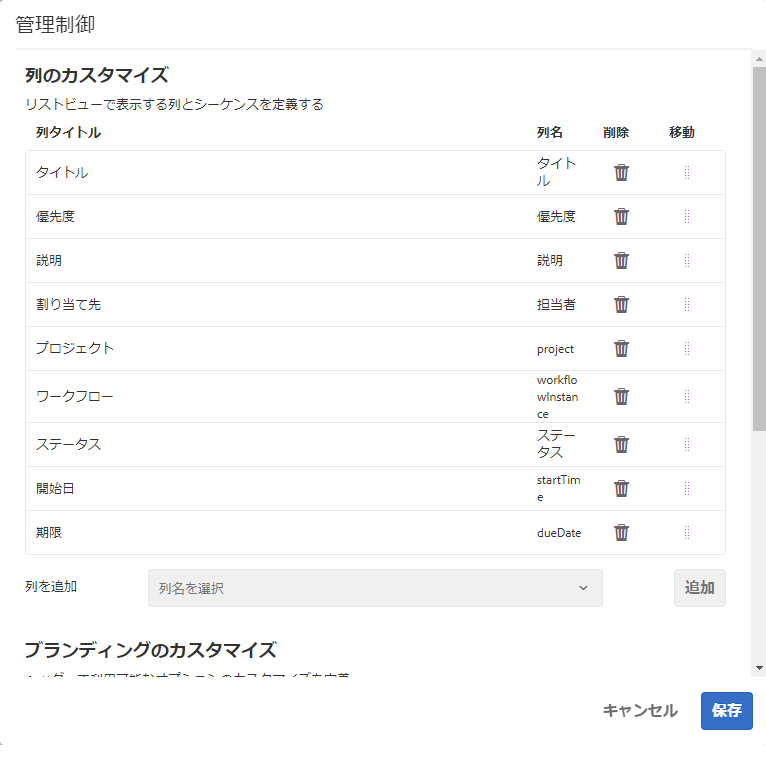 管理制御
列のカスタマイズ
リストビューで表示する列とシーケンスを定義する
列タイトル 列名 削除 移動
タイトル タイト
ル
優先度 優先度
説明 説明
割り当て先 担当者
プロジェクト project
ワークフロー workflo
wInstan
ce
ステータス ステー
タス
開始日 startTim
e
期限 dueDate
列を追加 列名を選択 追加
ブランディングのカスタマイズ
キャンセル 保存